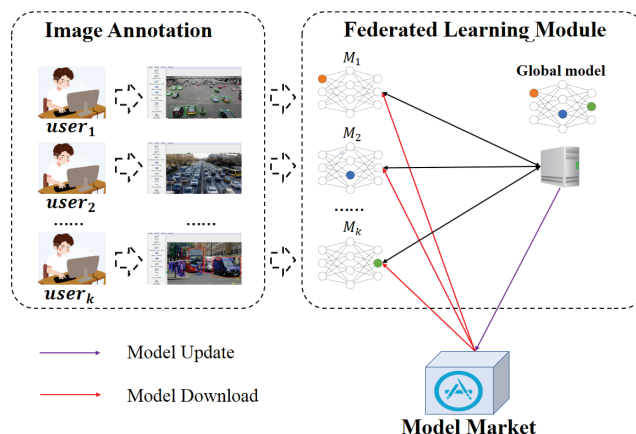 Image Annotation
user₁
user₂
......
......
userₖ
Federated Learning Module
M₁
Global model
M₂
......
Mₖ
Model Update
Model Download
Model Market